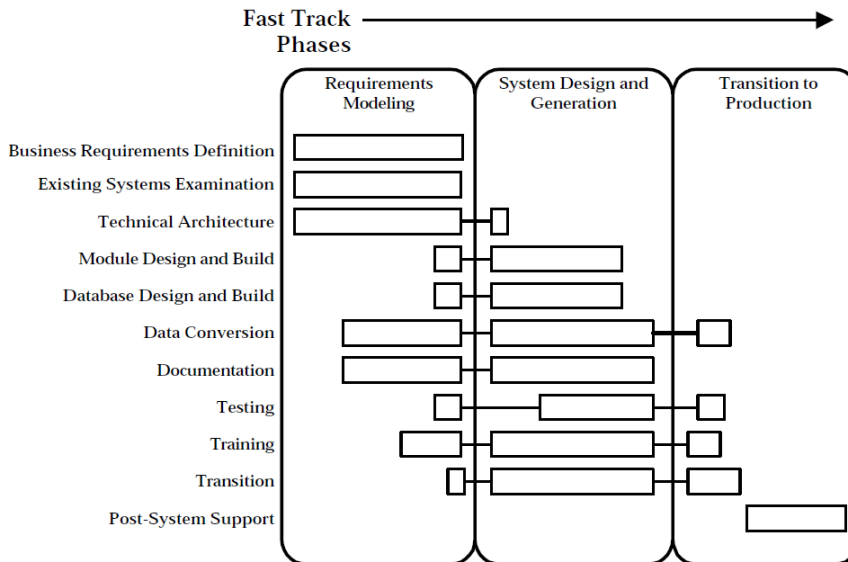 Fast Track
Phases
Requirements
Modeling
System Design and
Generation
Transition to
Production
Business Requirements Definition
Existing Systems Examination
Technical Architecture
Module Design and Build
Database Design and Build
Data Conversion
Documentation
Testing
Training
Transition
Post-System Support